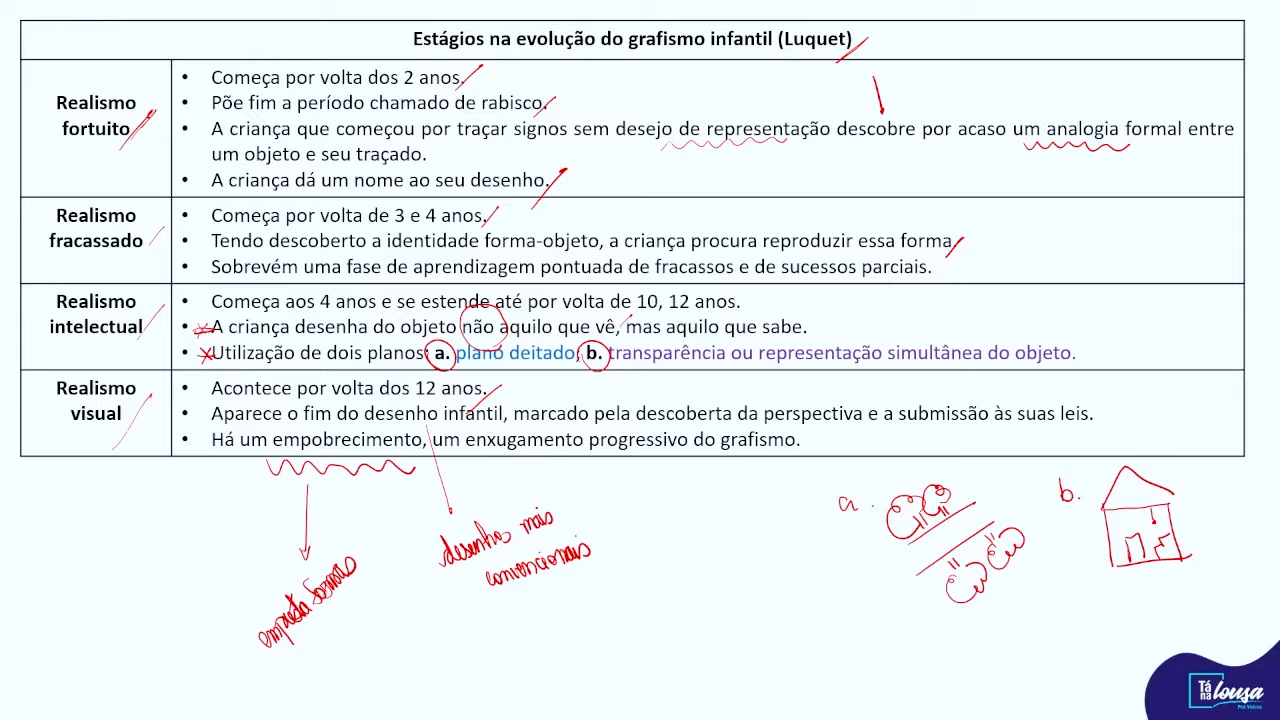 Estágios na evolução do grafismo infantil (Luquet)
Realismo
fortuito
• Começa por volta dos 2 anos.
• Põe fim a período chamado de rabisco.
• A criança que começou por traçar signos sem desejo de representação descobre por acaso um analogia formal entre
um objeto e seu traçado.
• A criança dá um nome ao seu desenho.
Realismo
fracassado
• Começa por volta de 3 e 4 anos.
• Tendo descoberto a identidade forma-objeto, a criança procura reproduzir essa forma.
• Sobrevém uma fase de aprendizagem pontuada de fracassos e de sucessos parciais.
Realismo
intelectual
• Começa aos 4 anos e se estende até por volta de 10, 12 anos.
• A criança desenha do objeto não aquilo que vê, mas aquilo que sabe.
• Utilização de dois planos: a. plano deitado, b. transparência ou representação simultânea do objeto.
Realismo
visual
• Acontece por volta dos 12 anos.
• Aparece o fim do desenho infantil, marcado pela descoberta da perspectiva e a submissão às suas leis.
• Há um empobrecimento, um enxugamento progressivo do grafismo.
a.
b.
desenhos mais
convencionais
Tá
na lousa
Prof. Vinícius